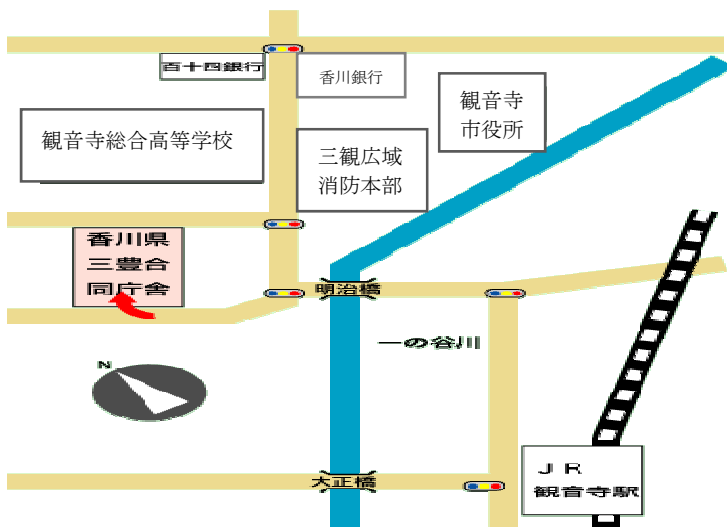 百十四銀行
香川銀行
観音寺
市役所
観音寺総合高等学校
三観広域
消防本部
香川県
三豊合
同庁舎
明治橋
一の谷川
N
大正橋
ＪＲ
観音寺駅